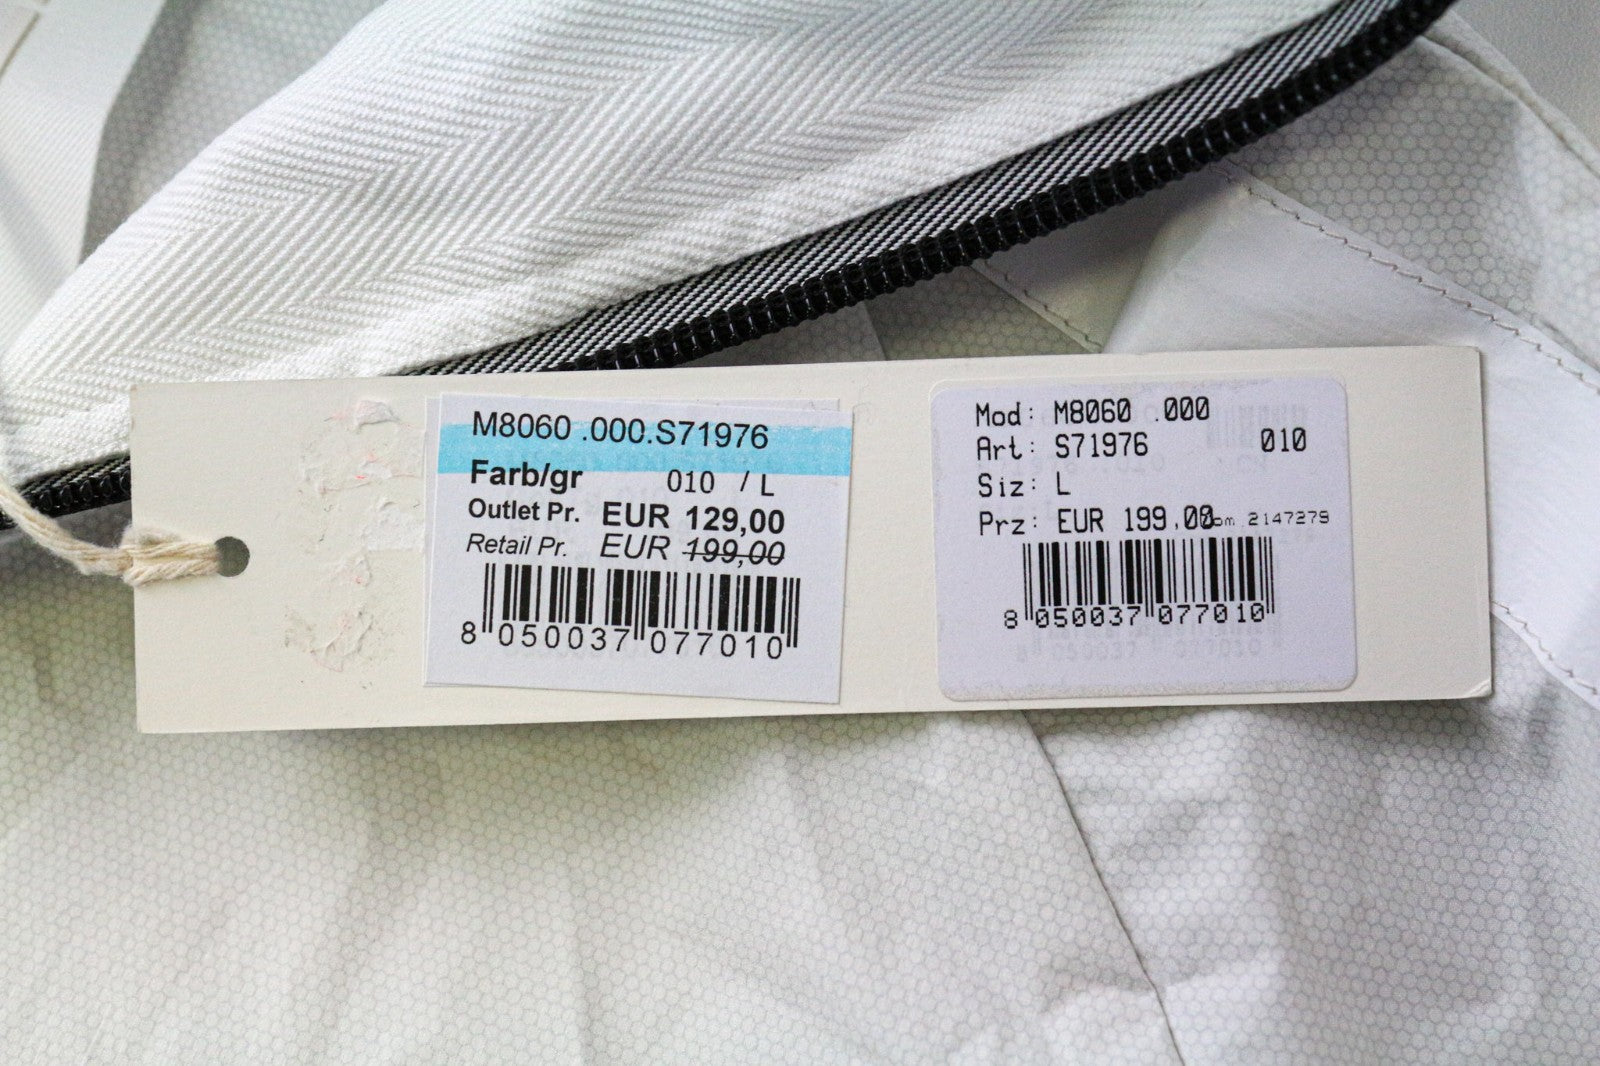 M8060 .000.S71976
Farb/gr 010 / L
Outlet Pr. EUR 129,00
Retail Pr. EUR 199,00
8 050037 077010
Mod: M8060 .000
Art: S71976 010
Siz: L
Prz: EUR 199,00 om 2147279
8 050037 077010